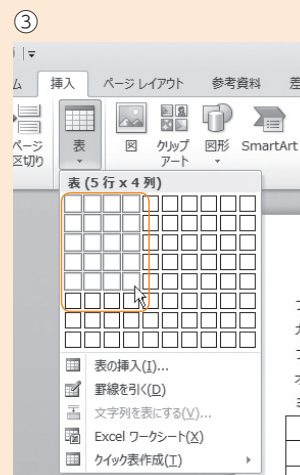 ③
挿入 ページ レイアウト 参考資料
ページ区切り 表 図 クリップ アート 図形 SmartArt
表 (5 行 x 4 列)
表の挿入(I)...
罫線を引く(D)
文字列を表にする(V)...
Excel ワークシート(X)
クイック表作成(T)